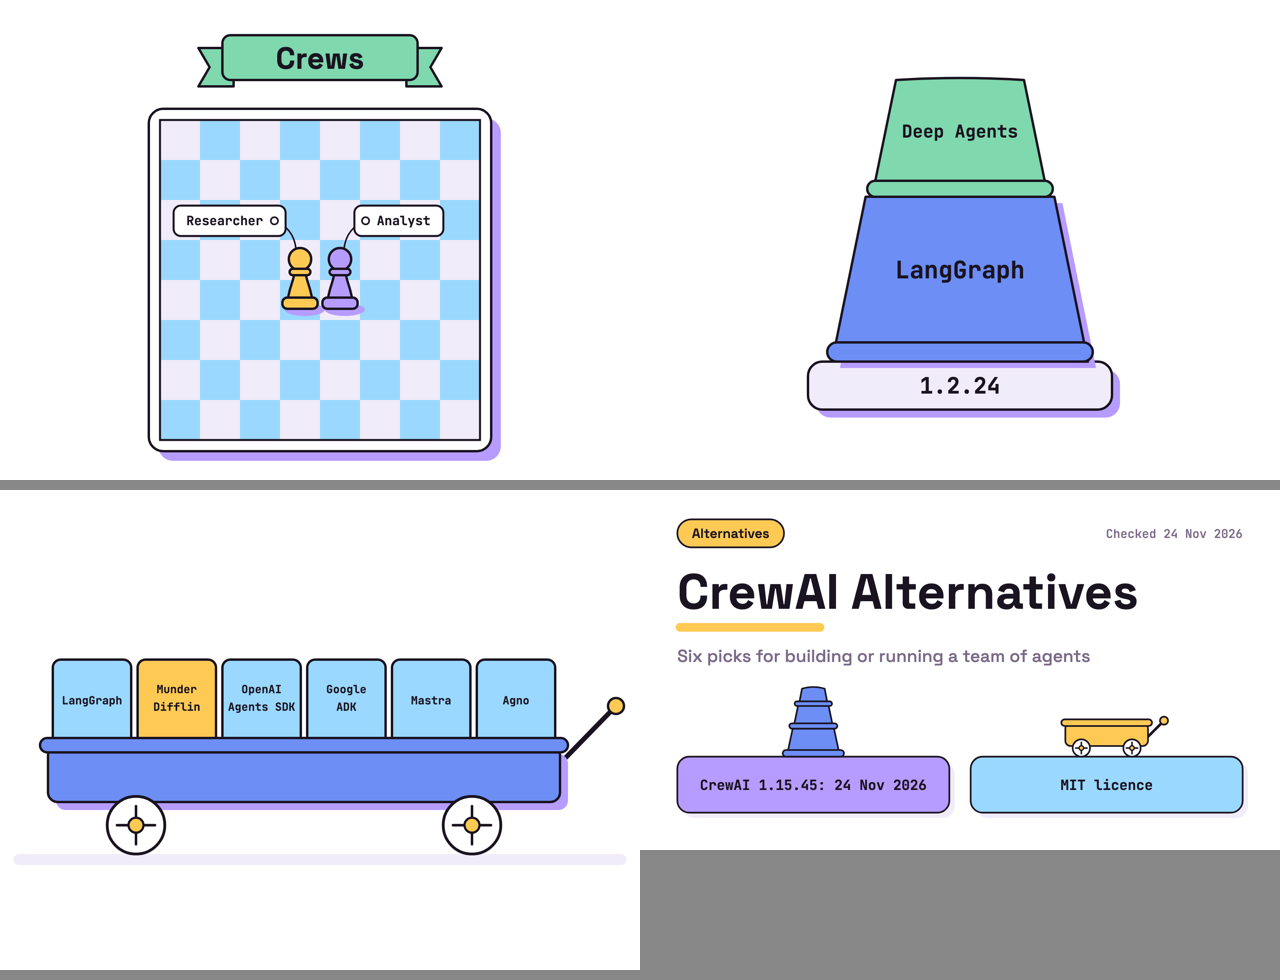 Crews
Researcher
Analyst
Deep Agents
LangGraph
1.2.24
LangGraph
Munder
Difflin
OpenAI
Agents SDK
Google
ADK
Mastra
Agno
Alternatives
Checked 24 Nov 2026
CrewAI Alternatives
Six picks for building or running a team of agents
CrewAI 1.15.45: 24 Nov 2026
MIT licence